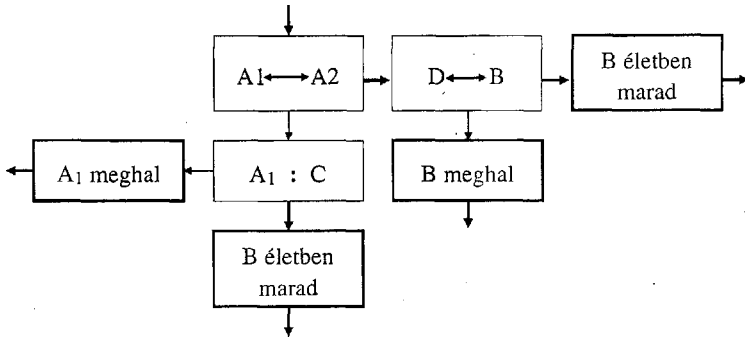 A1⟷A2
D⟷B
B életben
marad
A₁ meghal
A₁ : C
B meghal
B életben
marad